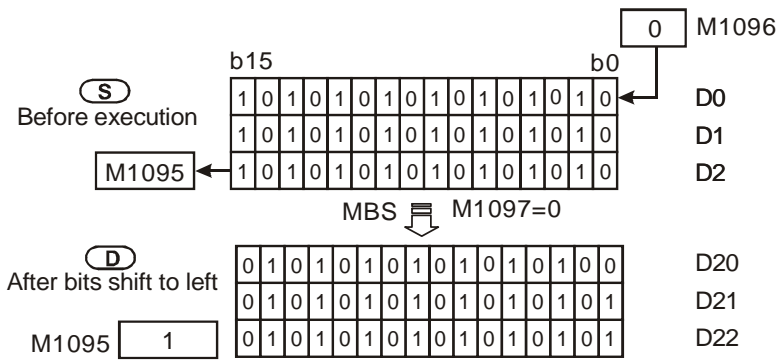 0 M1096
b15 b0
S
Before execution
1 0 1 0 1 0 1 0 1 0 1 0 1 0 1 0 D0
1 0 1 0 1 0 1 0 1 0 1 0 1 0 1 0 D1
M1095 1 0 1 0 1 0 1 0 1 0 1 0 1 0 1 0 D2
MBS M1097=0
D
After bits shift to left
0 1 0 1 0 1 0 1 0 1 0 1 0 1 0 0 D20
0 1 0 1 0 1 0 1 0 1 0 1 0 1 0 1 D21
M1095 1 0 1 0 1 0 1 0 1 0 1 0 1 0 1 0 1 D22